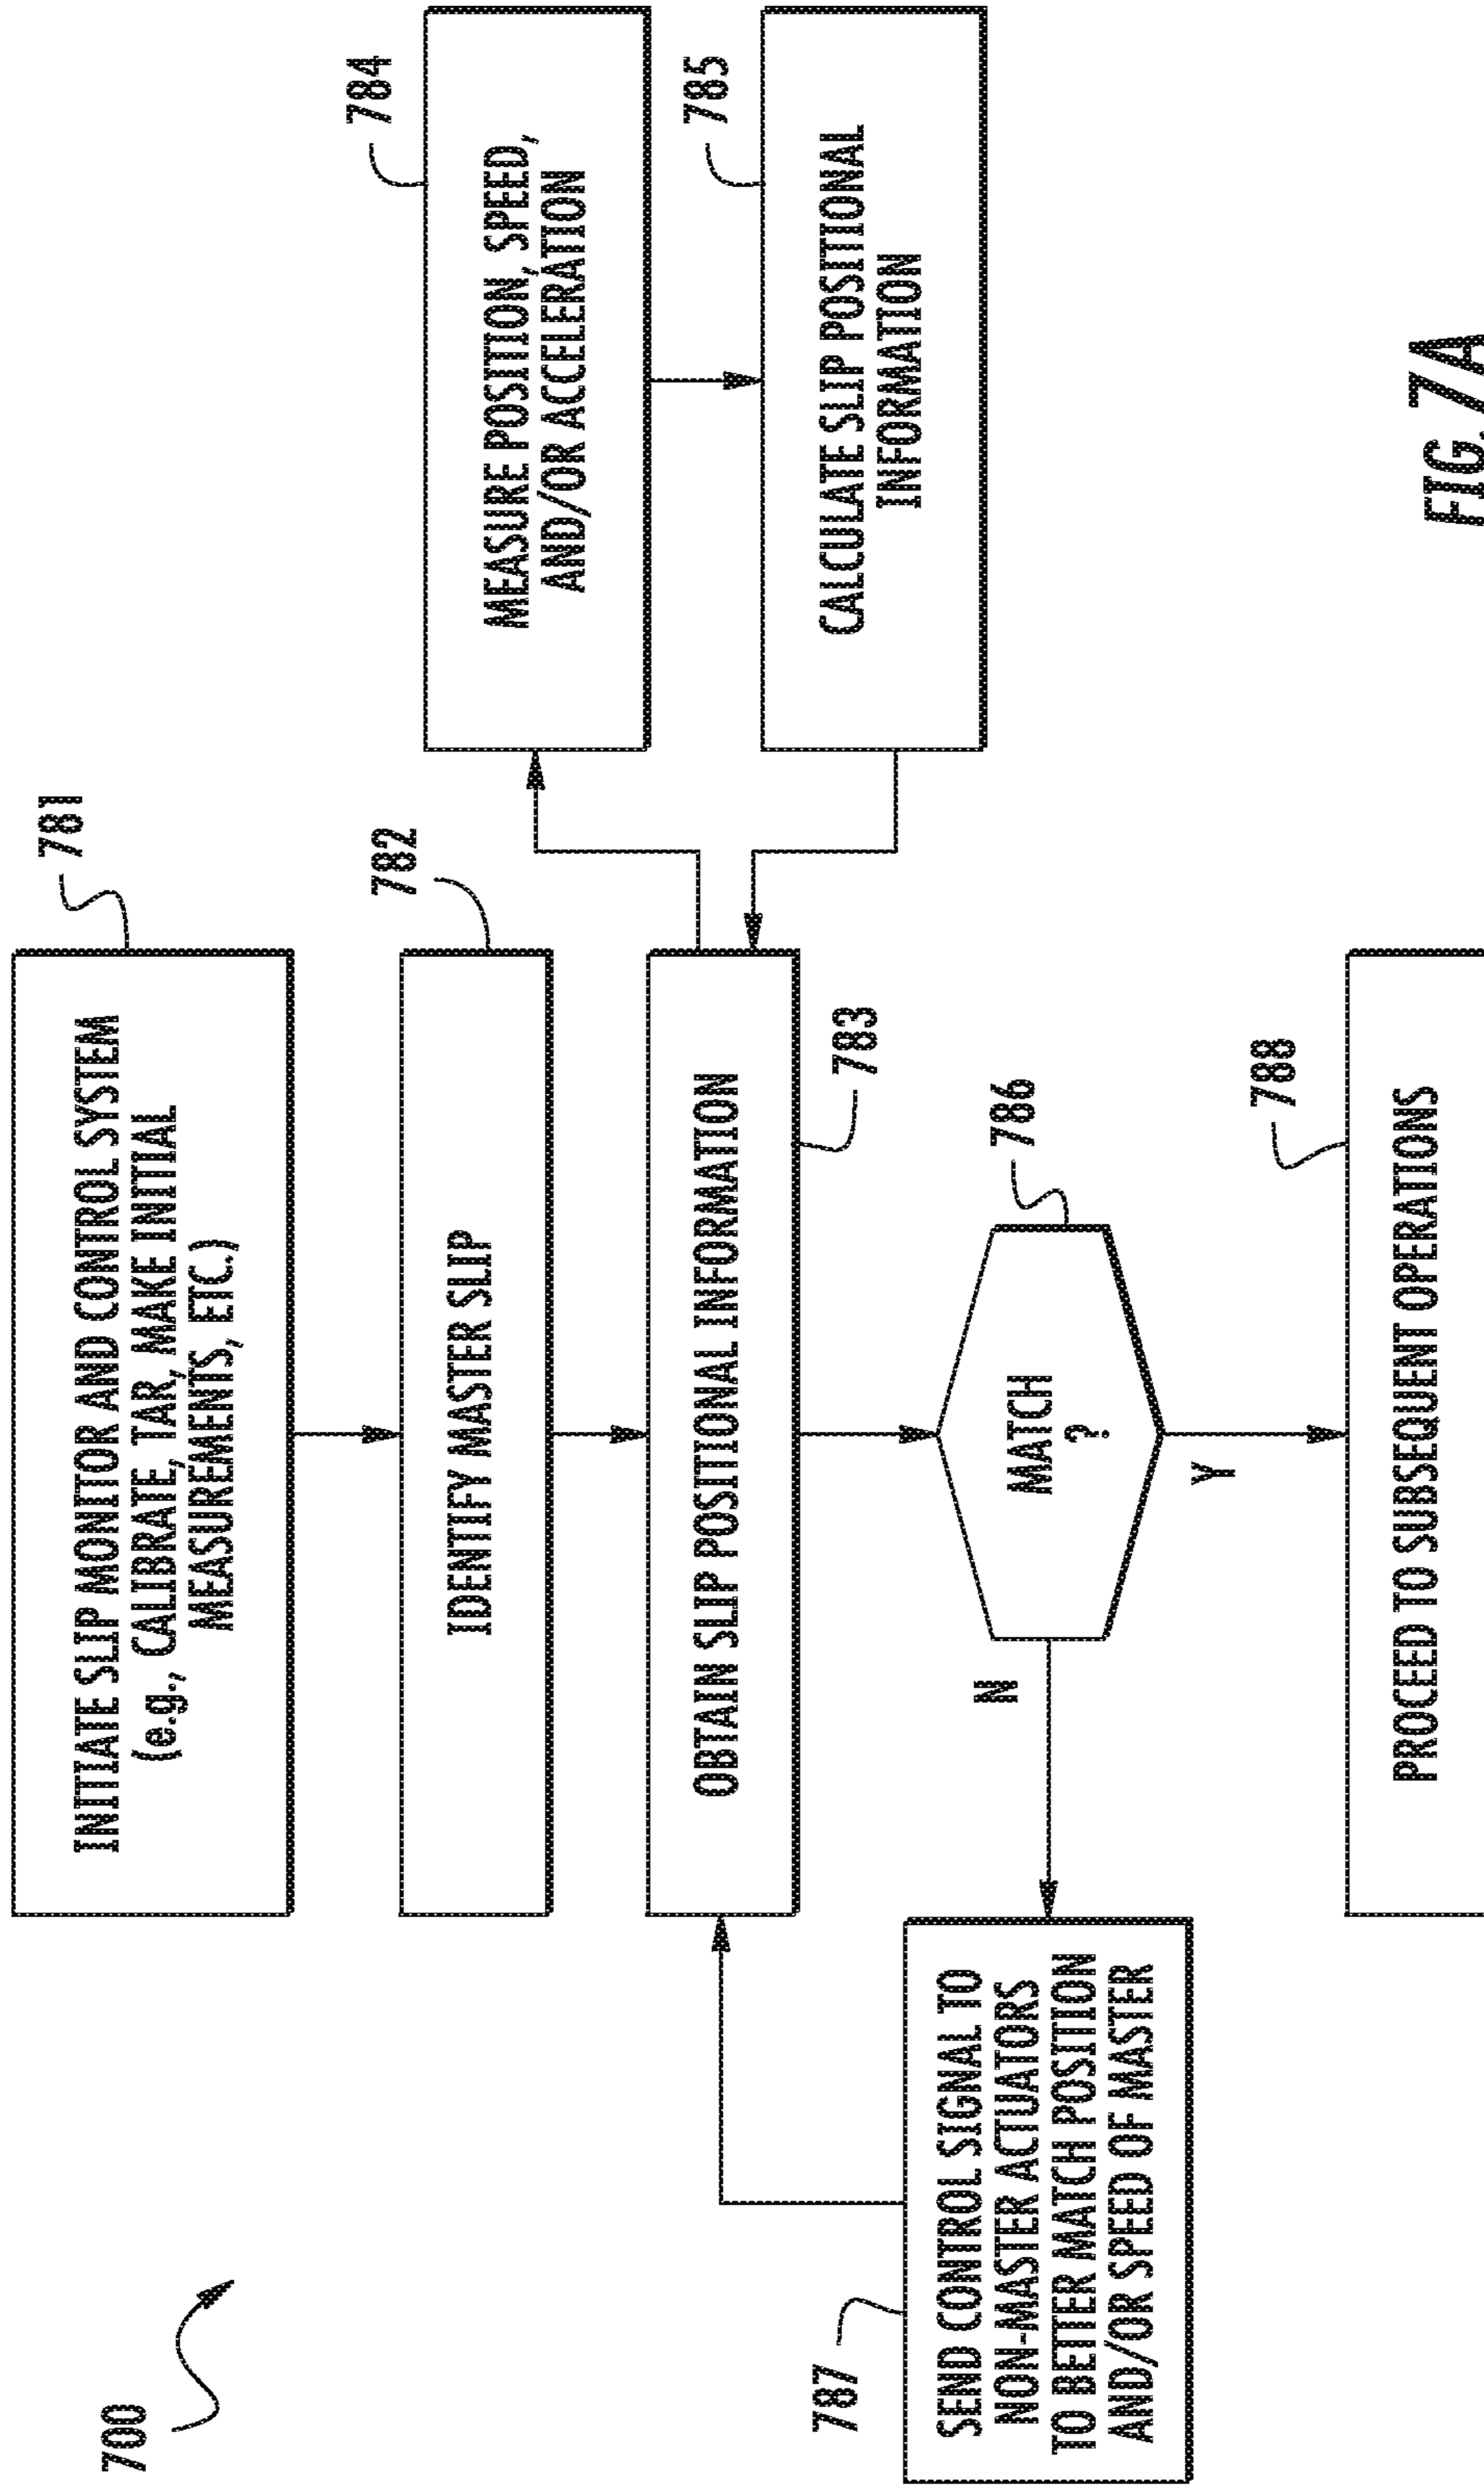 700
INITIATE SLIP MONITOR AND CONTROL SYSTEM
(e.g., CALIBRATE, TAR, MAKE INITIAL
MEASUREMENTS, ETC.)
781
IDENTIFY MASTER SLIP
782
OBTAIN SLIP POSITIONAL INFORMATION
783
784
MEASURE POSITION, SPEED,
AND/OR ACCELERATION
785
CALCULATE SLIP POSITIONAL
INFORMATION
MATCH
?
786
N
Y
787
SEND CONTROL SIGNAL TO
NON-MASTER ACTUATORS
TO BETTER MATCH POSITION
AND/OR SPEED OF MASTER
788
PROCEED TO SUBSEQUENT OPERATIONS
FIG. 7A